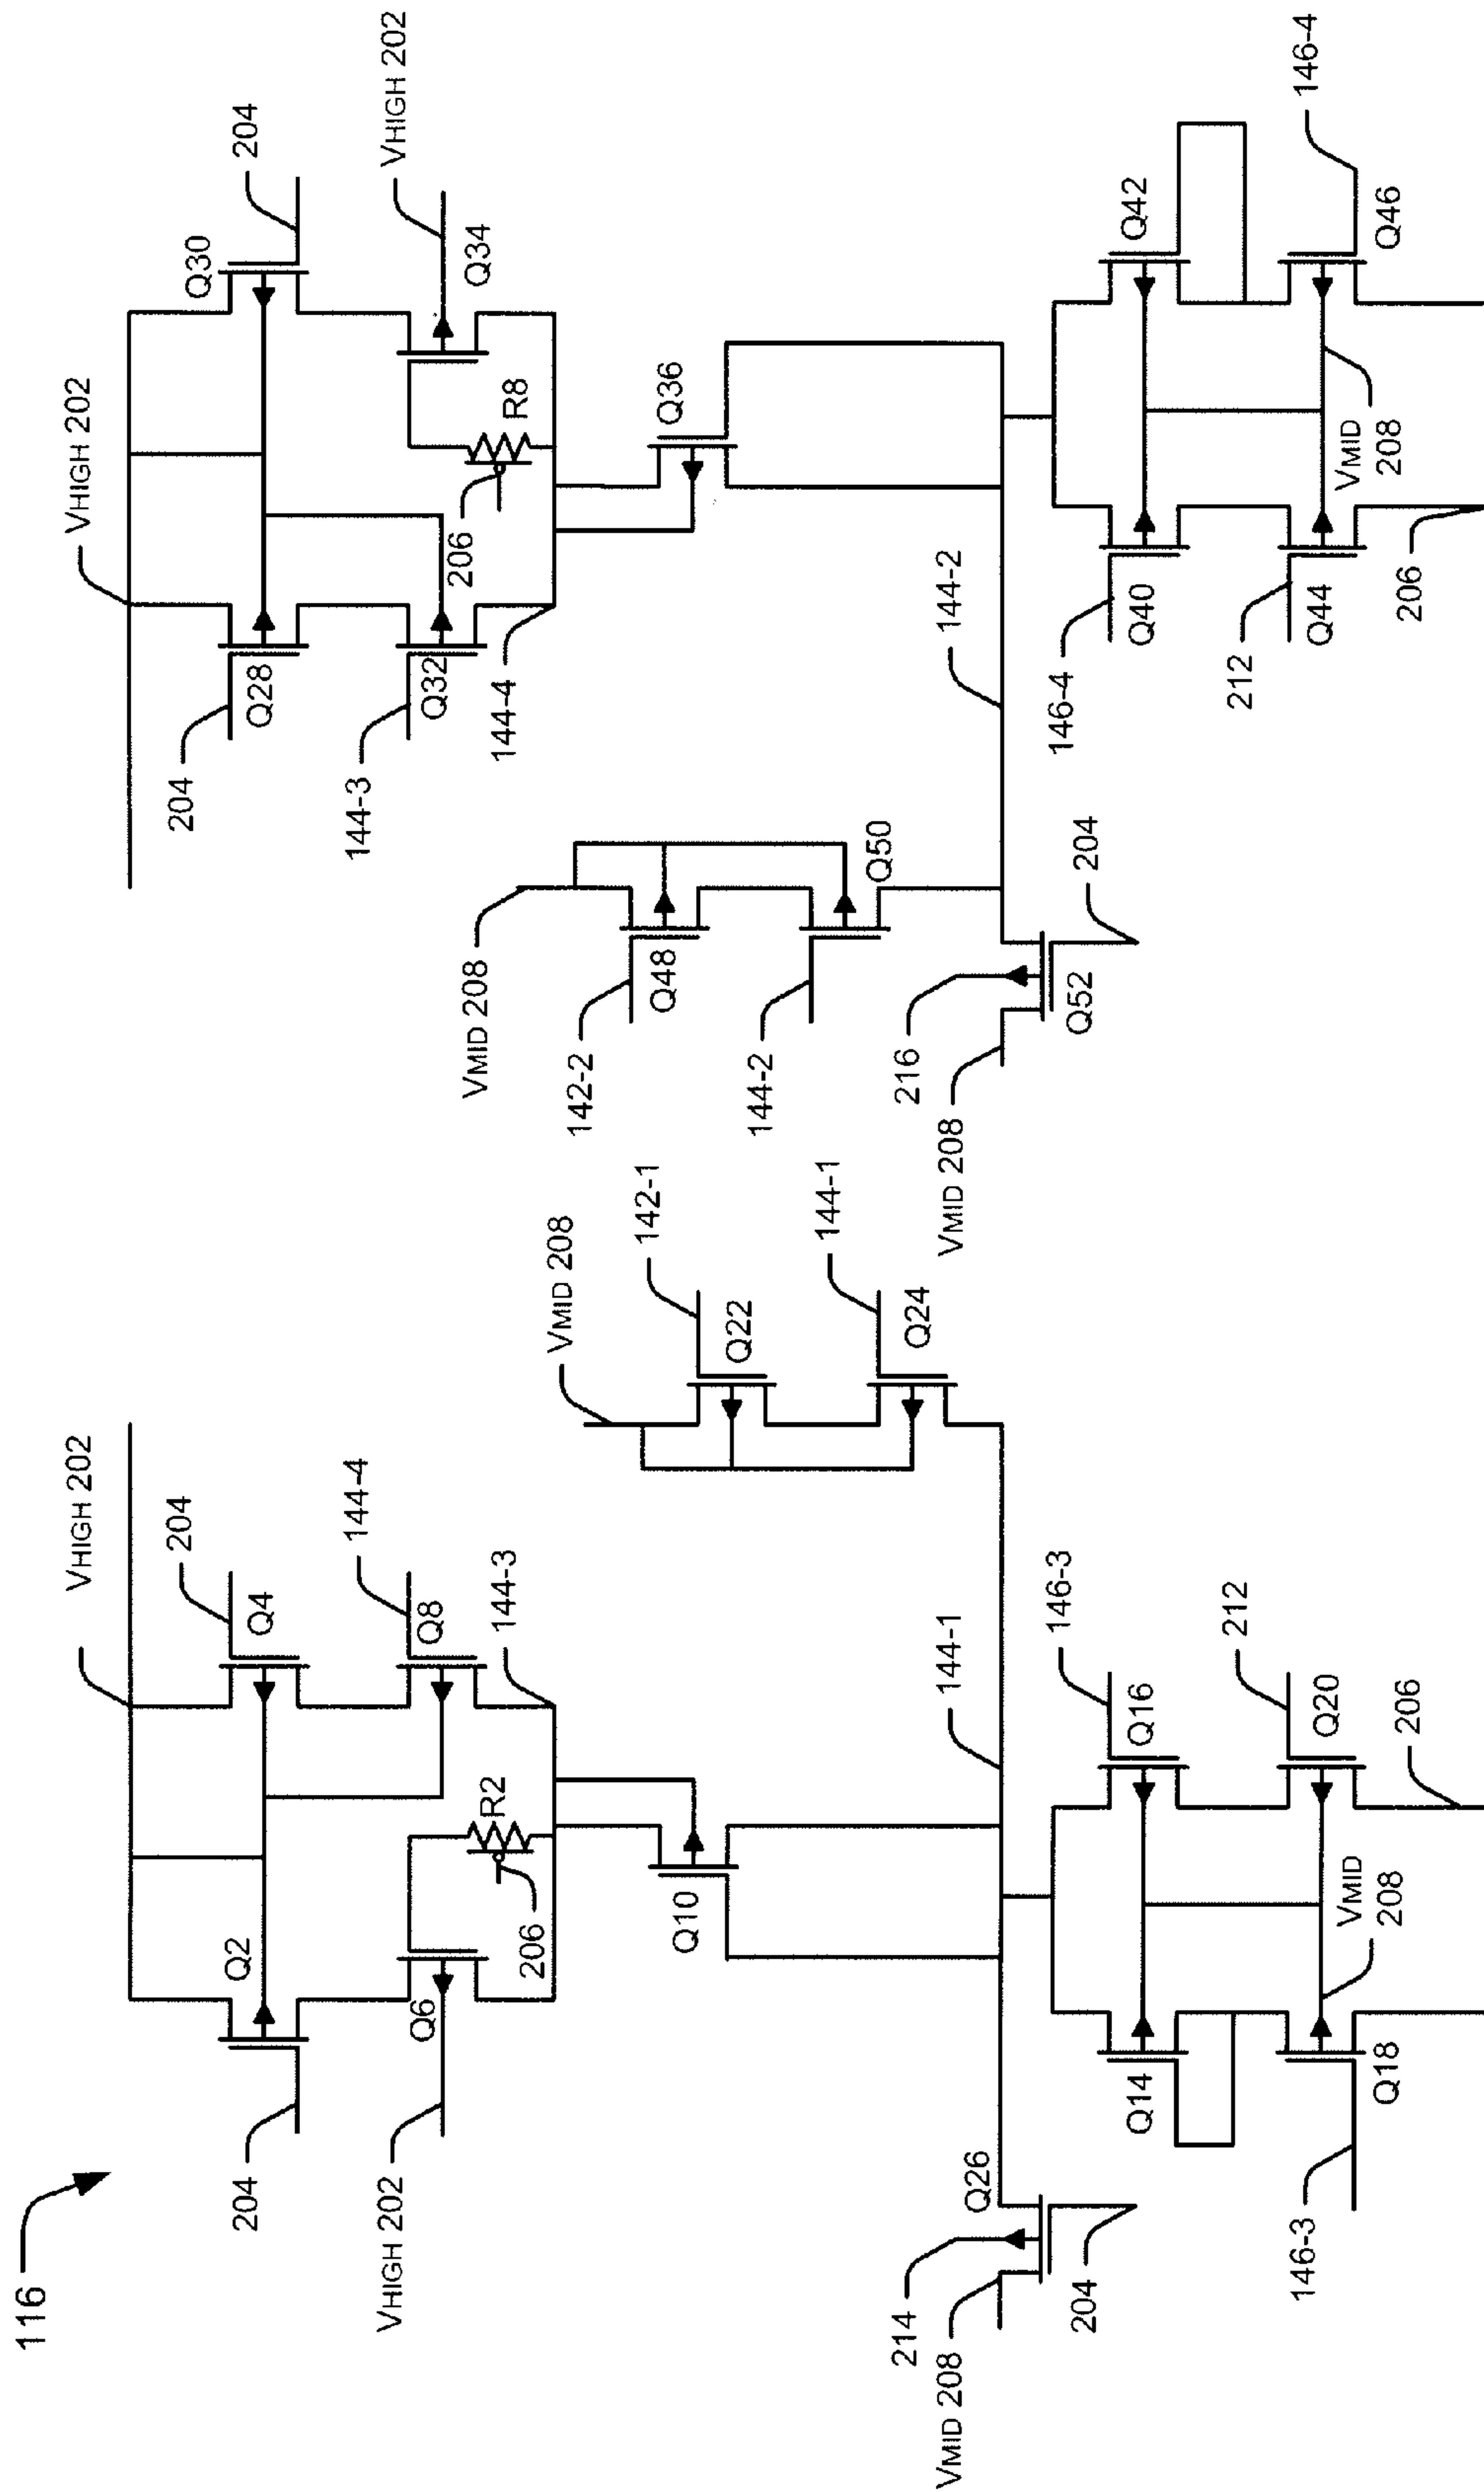 116
VHIGH 202
204
Q2
204
Q4
VHIGH 202
Q6
206
R2
144-4
Q8
144-3
Q10
VMID 208
142-1
Q22
144-1
Q24
144-1
214
Q26
VMID 208
204
146-3
Q16
Q14
212
Q20
Q18
146-3
VMID
208
206
VHIGH 202
204
Q28
204
Q30
VHIGH 202
144-3
Q32
Q34
206
R8
144-4
Q36
VMID 208
142-2
Q48
144-2
Q50
144-2
216
VMID 208
Q52
204
146-4
Q40
Q42
212
Q44
146-4
Q46
VMID
208
206